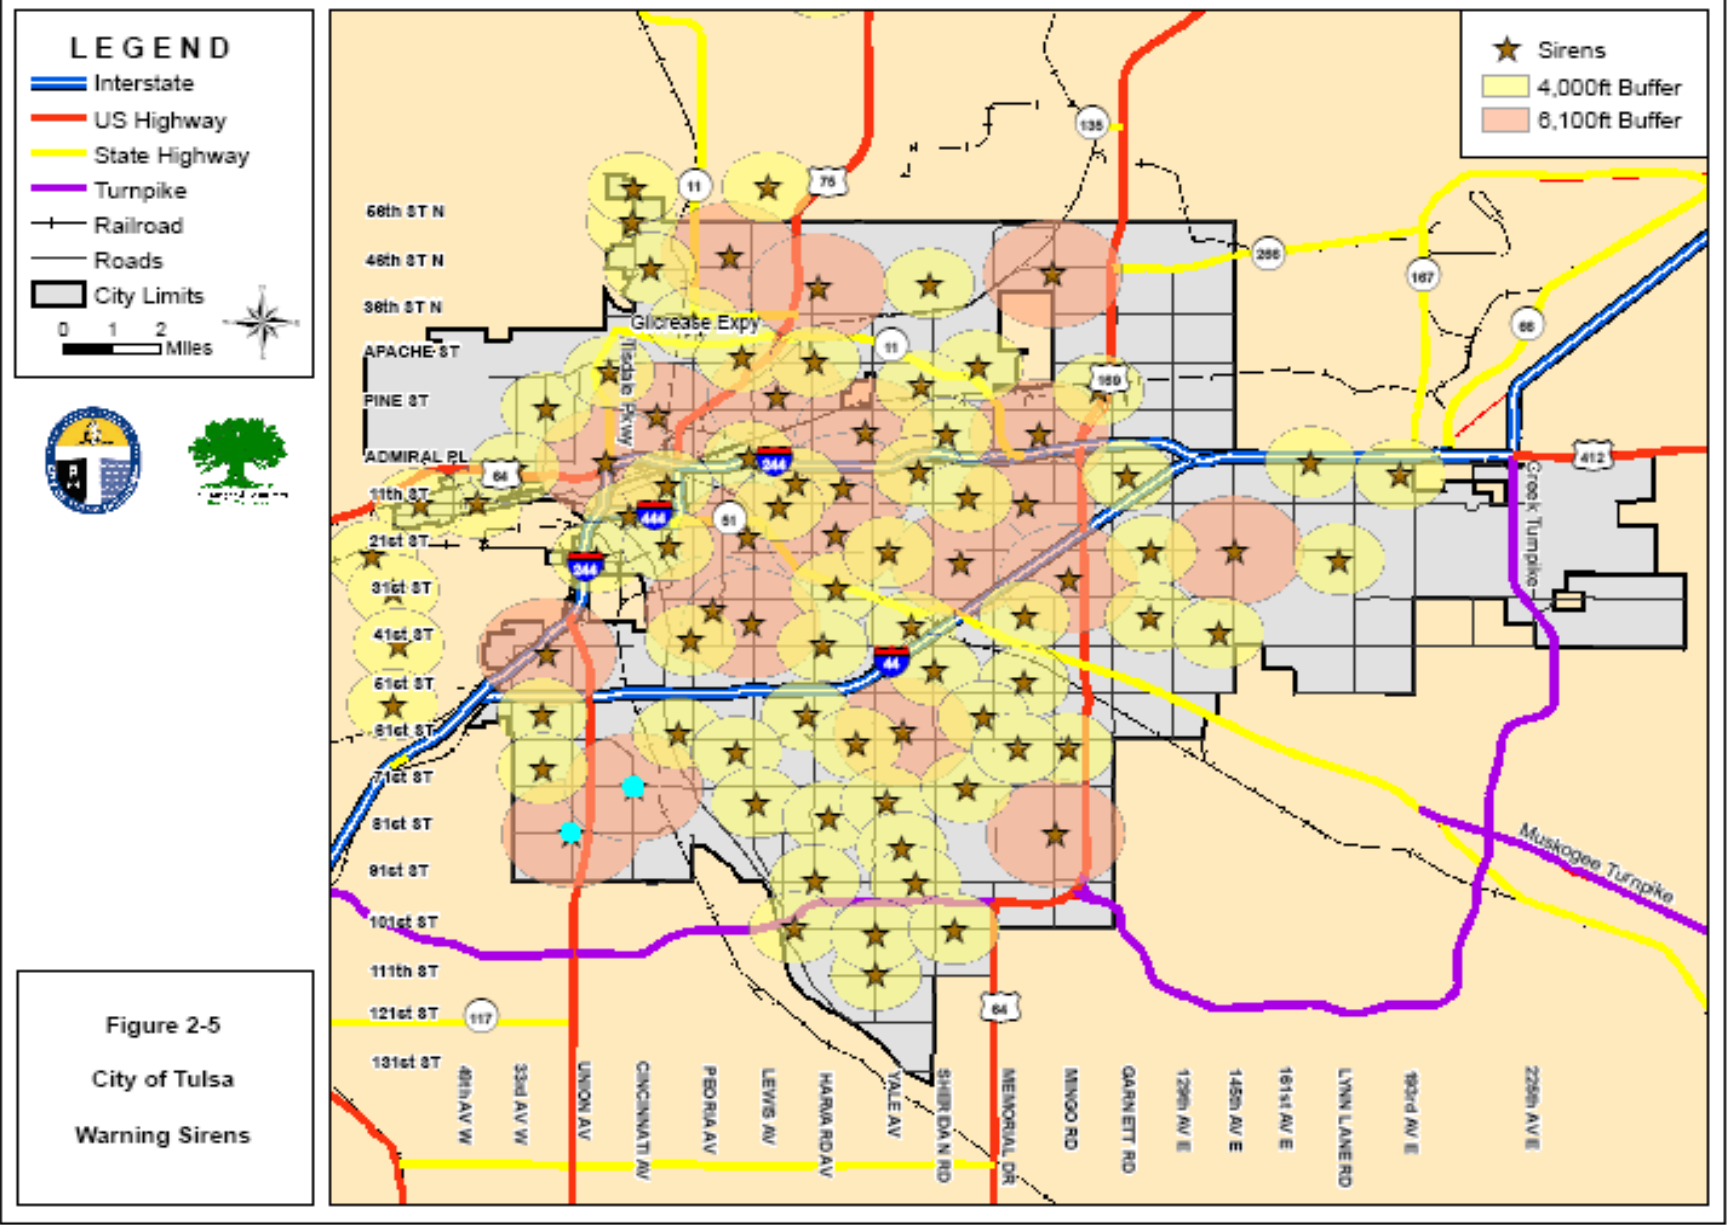 LEGEND
Interstate
US Highway
State Highway
Turnpike
Railroad
Roads
City Limits
0 1 2
Miles
Sirens
4,000ft Buffer
6,100ft Buffer
56th ST N
46th ST N
36th ST N
APACHE ST
PINE ST
ADMIRAL PL
11th ST
21st ST
31st ST
41st ST
51st ST
61st ST
71st ST
81st ST
91st ST
101st ST
111th ST
121st ST
131st ST
11
75
135
266
167
66
Gilcrease Expy
11
Tisdale Pkwy
169
64
244
412
444
51
244
44
Creek Turnpike
Muskogee Turnpike
64
117
49th AV W
33rd AV W
UNION AV
CINCINNATI AV
PEORIA AV
LEWIS AV
HARVARD AV
YALE AV
SHERIDAN RD
MEMORIAL DR
MINGO RD
GARNETT RD
129th AV E
145th AV E
161st AV E
LYNN LANE RD
193rd AV E
225th AV E
Figure 2-5
City of Tulsa
Warning Sirens